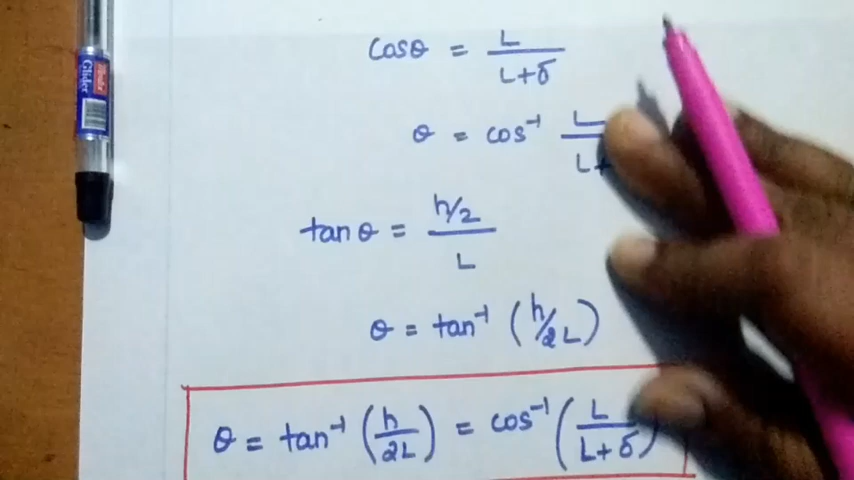 cosθ = L / L+δ
θ = cos⁻¹ L / L+
tanθ = h/2 / L
θ = tan⁻¹ (h/2L)
θ = tan⁻¹ (h/2L) = cos⁻¹ (L / L+δ)
Glider